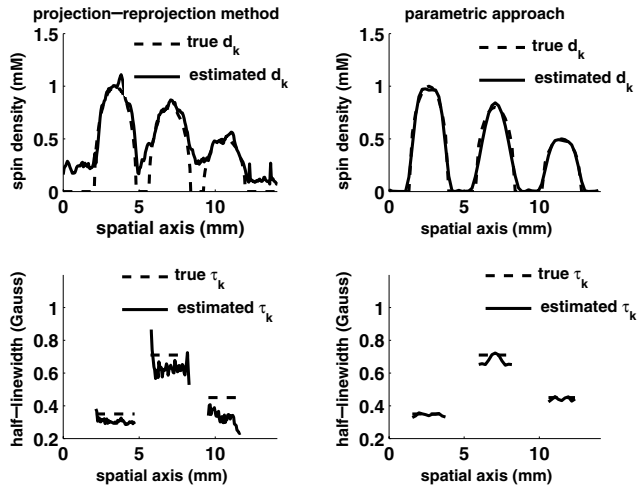 projection−reprojection method
spin density (mM)
1.5
1
0.5
0
true d_k
estimated d_k
0 5 10
spatial axis (mm)
parametric approach
spin density (mM)
1.5
1
0.5
0
true d_k
estimated d_k
0 5 10
spatial axis (mm)
half−linewidth (Gauss)
1
0.8
0.6
0.4
0.2
true τ_k
estimated τ_k
0 5 10
spatial axis (mm)
half−linewidth (Gauss)
1
0.8
0.6
0.4
0.2
true τ_k
estimated τ_k
0 5 10
spatial axis (mm)